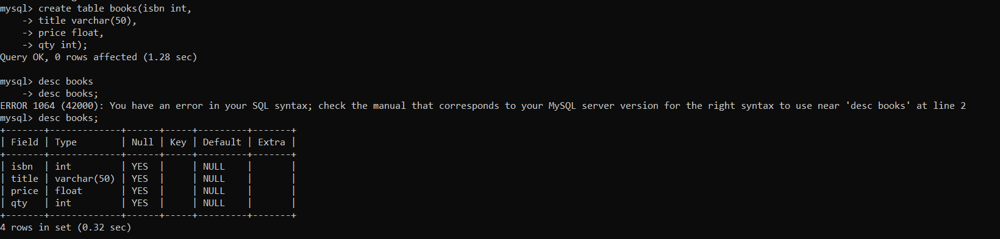 mysql> create table books(isbn int,
    -> title varchar(50),
    -> price float,
    -> qty int);
Query OK, 0 rows affected (1.28 sec)

mysql> desc books
    -> desc books;
ERROR 1064 (42000): You have an error in your SQL syntax; check the manual that corresponds to your MySQL server version for the right syntax to use near 'desc books' at line 2
mysql> desc books;
+-------+-------------+------+-----+---------+-------+
| Field | Type        | Null | Key | Default | Extra |
+-------+-------------+------+-----+---------+-------+
| isbn  | int         | YES  |     | NULL    |       |
| title | varchar(50) | YES  |     | NULL    |       |
| price | float       | YES  |     | NULL    |       |
| qty   | int         | YES  |     | NULL    |       |
+-------+-------------+------+-----+---------+-------+
4 rows in set (0.32 sec)